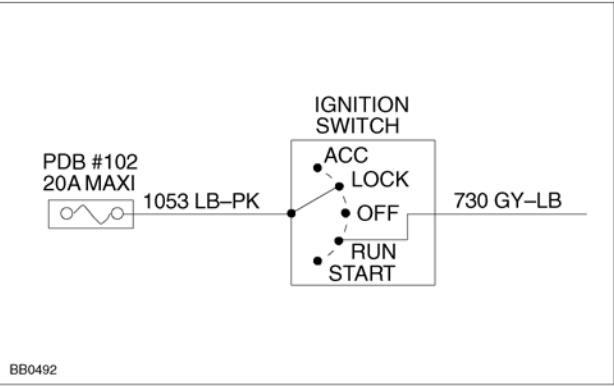 IGNITION
SWITCH
PDB #102
20A MAXI
1053 LB–PK
ACC
LOCK
OFF
RUN
START
730 GY–LB
BB0492